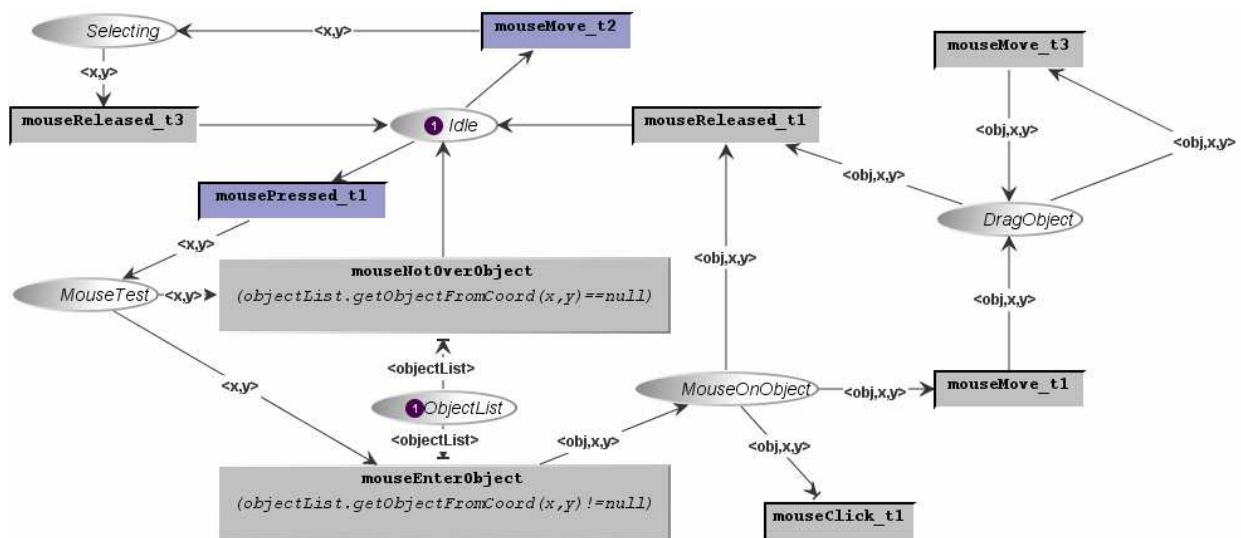 Selecting
<x,y>
mouseMove_t2
<x,y>
mouseReleased_t3
1 Idle
mouseReleased_t1
mouseMove_t3
<obj,x,y>
<obj,x,y>
<obj,x,y>
mousePressed_t1
<x,y>
DragObject
MouseTest
<x,y>
mouseNotOverObject
(objectList.getObjectFromCoord(x,y)==null)
<obj,x,y>
<obj,x,y>
<objectList>
<x,y>
1 ObjectList
<objectList>
MouseOnObject
<obj,x,y>
mouseMove_t1
<obj,x,y>
<obj,x,y>
mouseEnterObject
(objectList.getObjectFromCoord(x,y)!=null)
mouseClick_t1